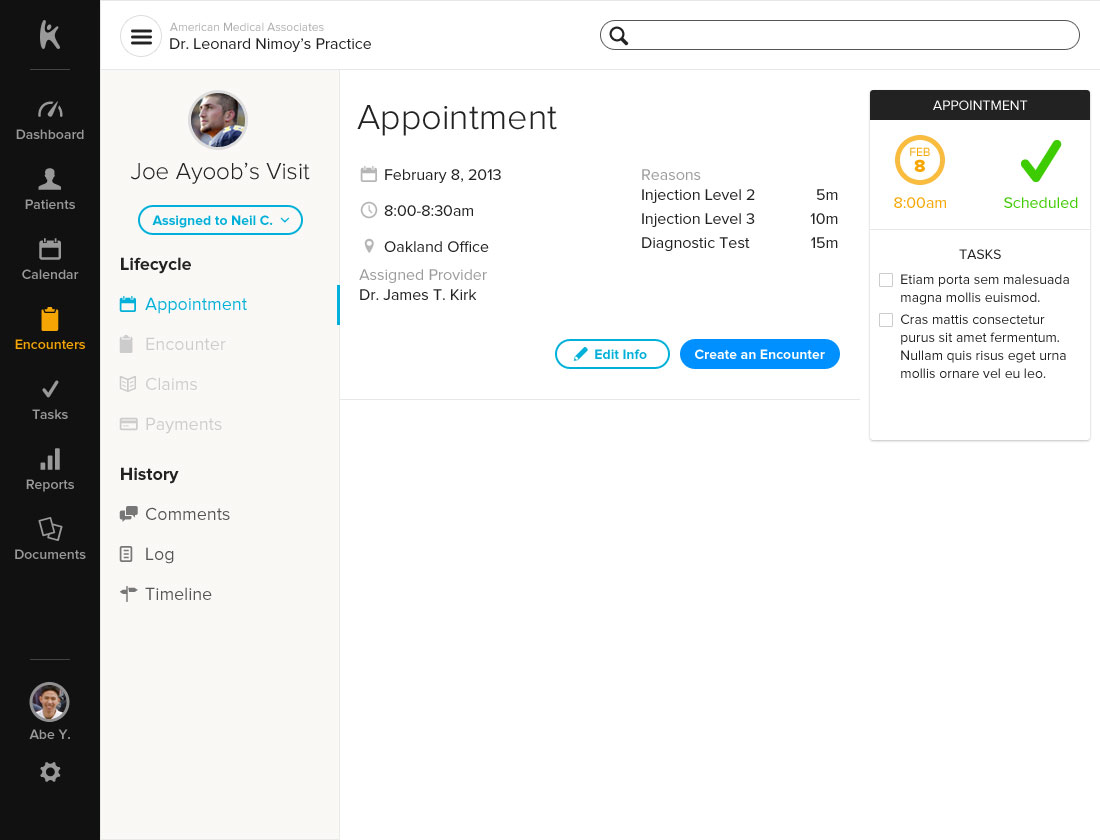 American Medical Associates
Dr. Leonard Nimoy’s Practice
Dashboard
Patients
Calendar
Encounters
Tasks
Reports
Documents
Abe Y.
Joe Ayoob’s Visit
Assigned to Neil C.
Lifecycle
Appointment
Encounter
Claims
Payments
History
Comments
Log
Timeline
Appointment
February 8, 2013
8:00-8:30am
Oakland Office
Assigned Provider
Dr. James T. Kirk
Reasons
Injection Level 2 5m
Injection Level 3 10m
Diagnostic Test 15m
Edit Info
Create an Encounter
APPOINTMENT
FEB
8
8:00am
Scheduled
TASKS
Etiam porta sem malesuada
magna mollis euismod.
Cras mattis consectetur
purus sit amet fermentum.
Nullam quis risus eget urna
mollis ornare vel eu leo.